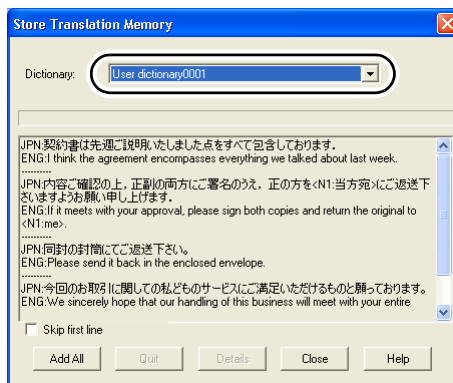 Store Translation Memory
Dictionary:
User dictionary0001
JPN:契約書は先週ご説明いたしました点をすべて包含しております.
ENG:I think the agreement encompasses everything we talked about last week.
----------
JPN:内容ご確認の上，正副の両方にご署名のうえ，正の方を<N1:当方宛>にご返送下
さいますようお願い申し上げます.
ENG:If it meets with your approval, please sign both copies and return the original to
<N1:me>.
----------
JPN:同封の封筒にてご返送下さい。
ENG:Please send it back in the enclosed envelope.
----------
JPN:今回のお取引に関しての私どものサービスにご満足いただけるものと願っております。
ENG:We sincerely hope that our handling of this business will meet with your entire
Skip first line
Add All
Quit
Details
Close
Help